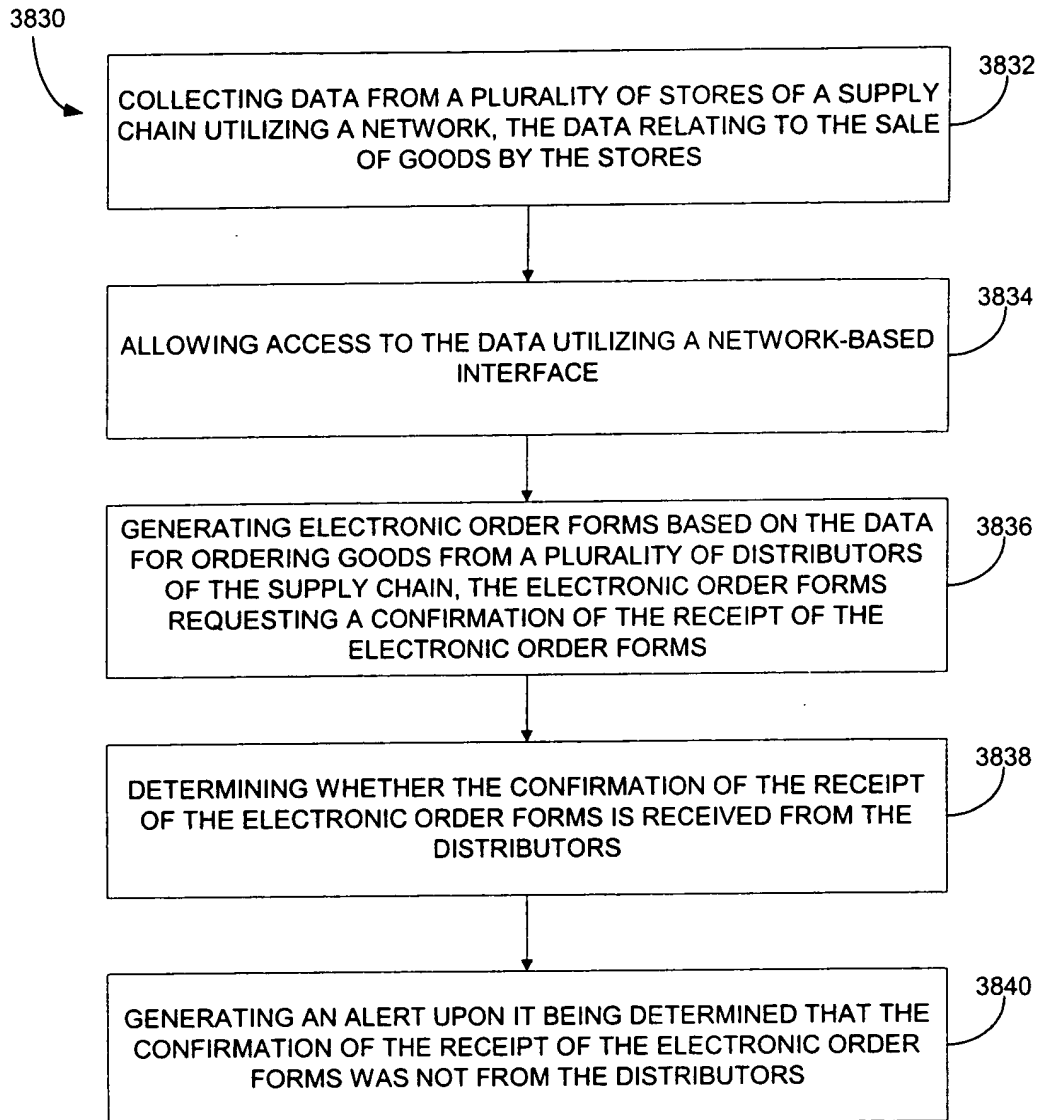 3830
3832
COLLECTING DATA FROM A PLURALITY OF STORES OF A SUPPLY
CHAIN UTILIZING A NETWORK, THE DATA RELATING TO THE SALE
OF GOODS BY THE STORES
3834
ALLOWING ACCESS TO THE DATA UTILIZING A NETWORK-BASED
INTERFACE
3836
GENERATING ELECTRONIC ORDER FORMS BASED ON THE DATA
FOR ORDERING GOODS FROM A PLURALITY OF DISTRIBUTORS
OF THE SUPPLY CHAIN, THE ELECTRONIC ORDER FORMS
REQUESTING A CONFIRMATION OF THE RECEIPT OF THE
ELECTRONIC ORDER FORMS
3838
DETERMINING WHETHER THE CONFIRMATION OF THE RECEIPT
OF THE ELECTRONIC ORDER FORMS IS RECEIVED FROM THE
DISTRIBUTORS
3840
GENERATING AN ALERT UPON IT BEING DETERMINED THAT THE
CONFIRMATION OF THE RECEIPT OF THE ELECTRONIC ORDER
FORMS WAS NOT FROM THE DISTRIBUTORS